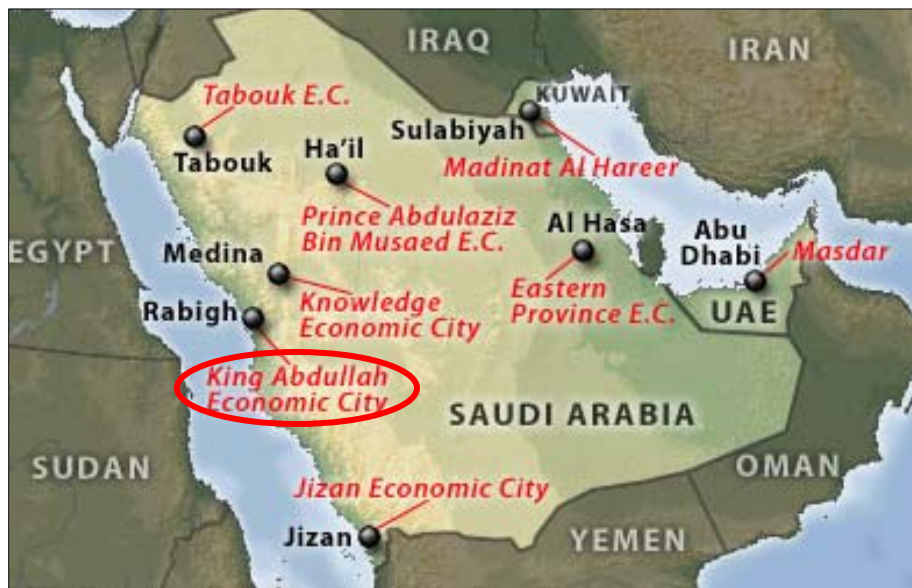 IRAQ
IRAN
Tabouk E.C.
KUWAIT
Sulabiyah
Tabouk
Ha'il
Madinat Al Hareer
Prince Abdulaziz
Bin Musaed E.C.
Al Hasa
Abu
Dhabi
Masdar
EGYPT
Medina
Knowledge
Economic City
Eastern
Province E.C.
UAE
Rabigh
King Abdullah
Economic City
SAUDI ARABIA
SUDAN
OMAN
Jizan Economic City
Jizan
YEMEN